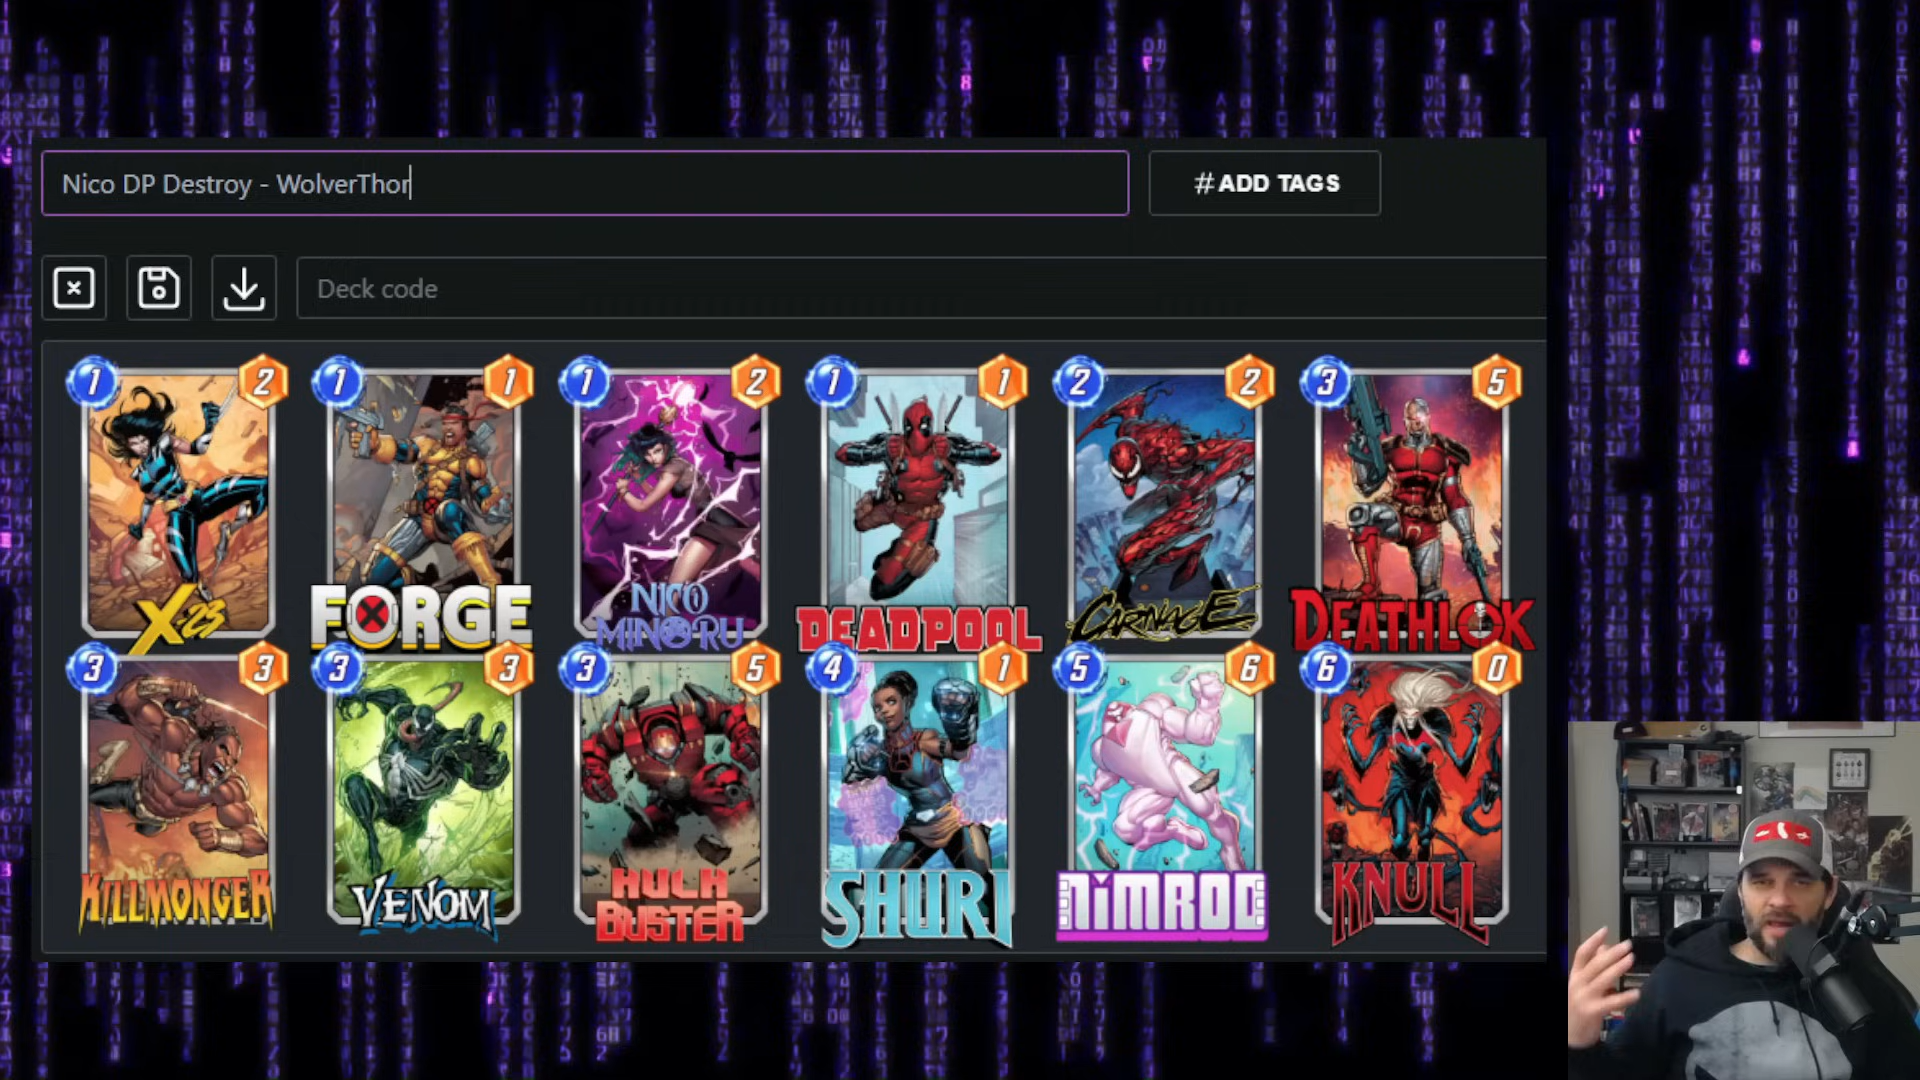 Nico DP Destroy - WolverThor
#ADD TAGS
Deck code
1 2 1 1 1 2 1 1 2 2 3 5
X-23 FORGE NICO MINORU DEADPOOL CARNAGE DEATHLOK
3 3 3 3 3 5 4 1 5 6 6 0
KILLMONGER VENOM HULK BUSTER SHURI NIMROD KNULL